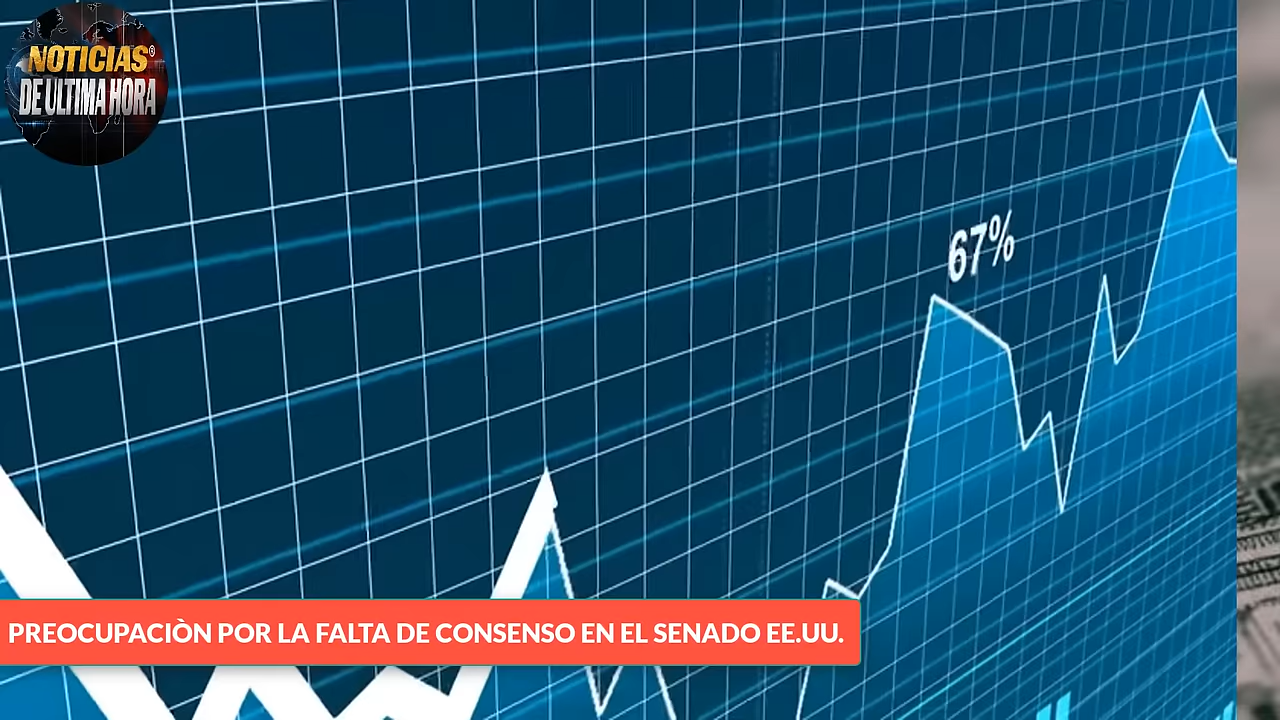 NOTICIAS®
DE ULTIMA HORA
67%
PREOCUPACIÒN POR LA FALTA DE CONSENSO EN EL SENADO EE.UU.